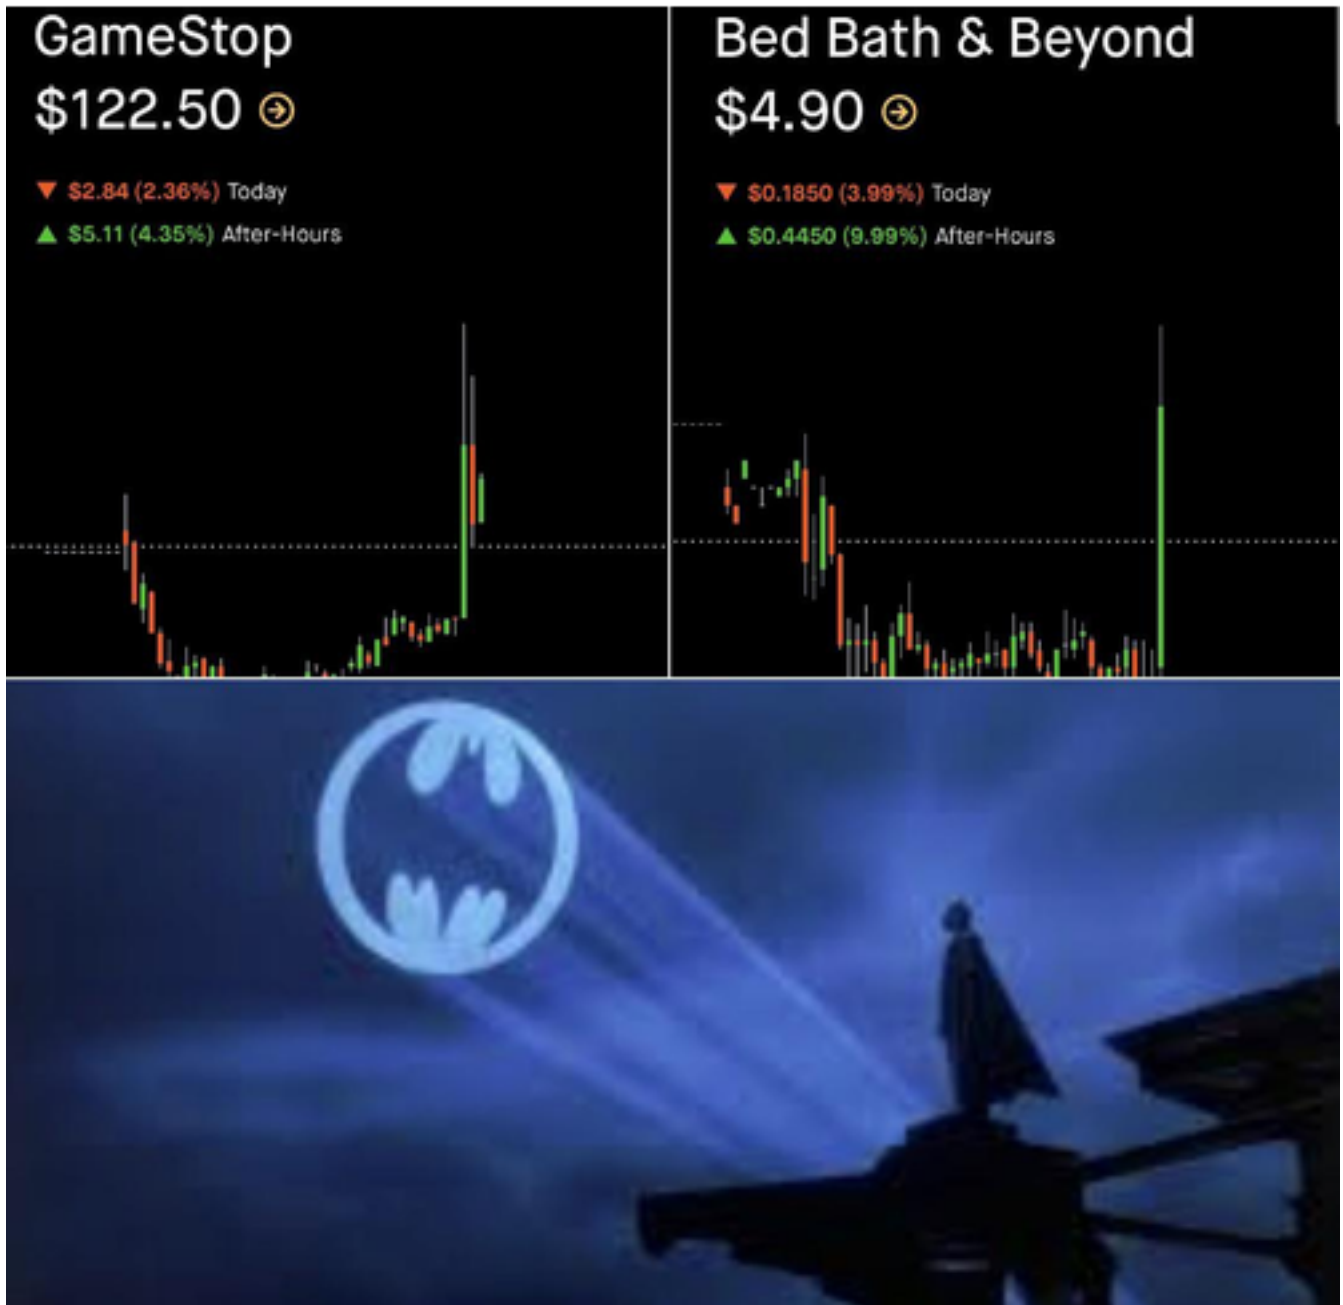 GameStop
$122.50
▼ $2.84 (2.36%) Today
▲ $5.11 (4.35%) After-Hours
Bed Bath & Beyond
$4.90
▼ $0.1850 (3.99%) Today
▲ $0.4450 (9.99%) After-Hours